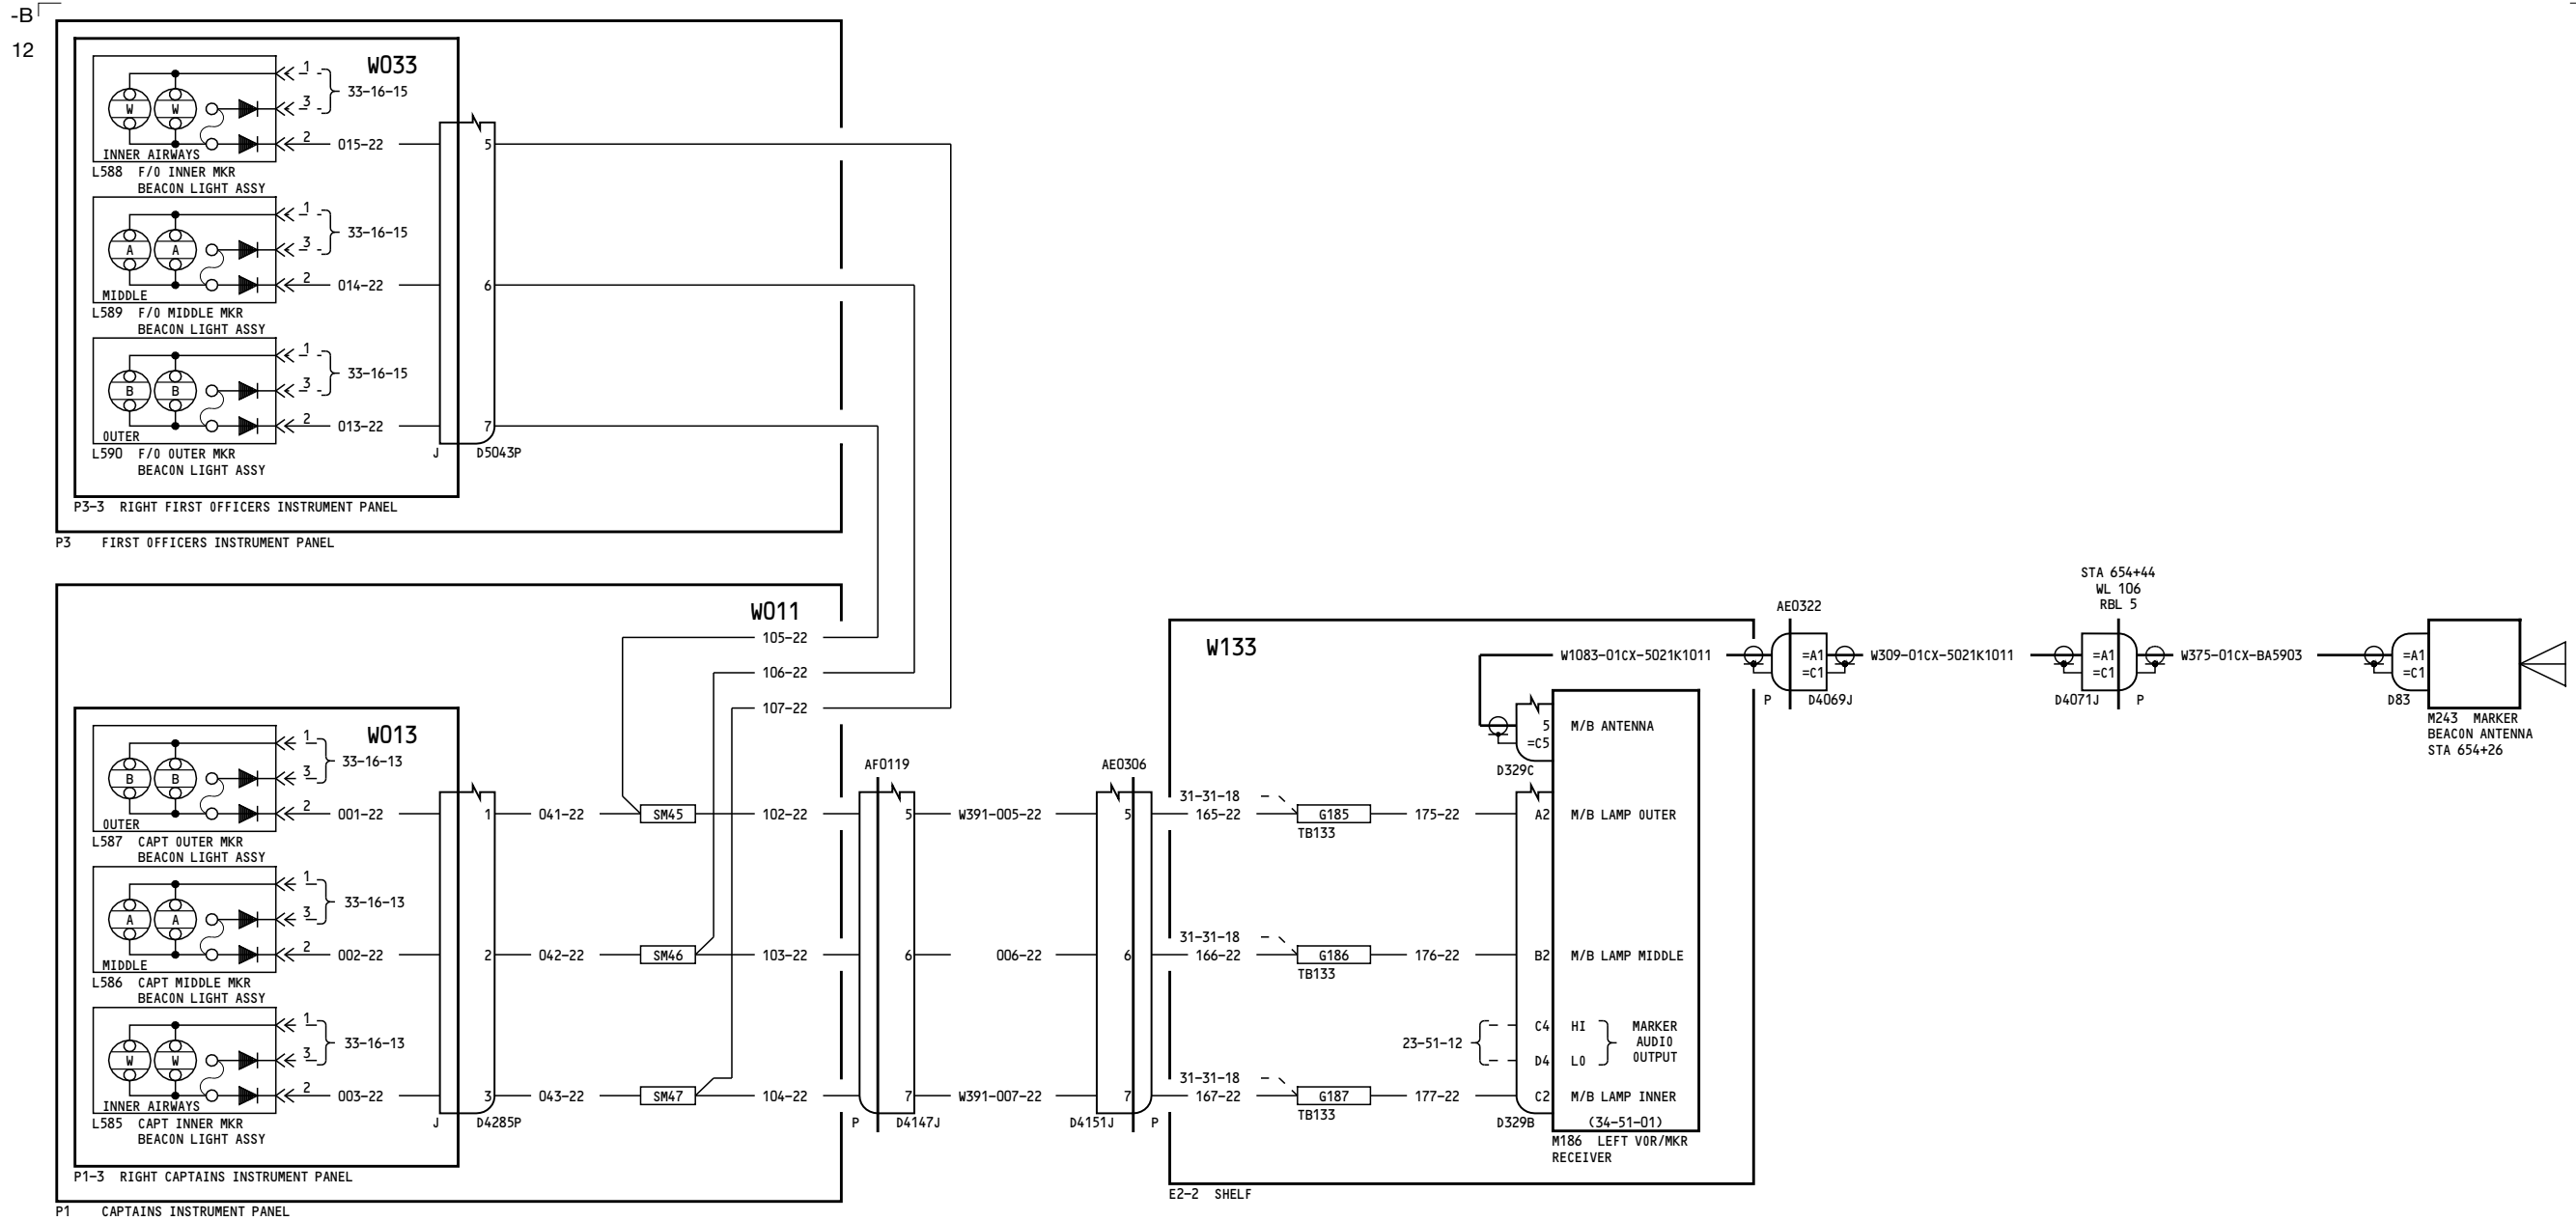 -B
12
W033
1
3
33-16-15
W W
2
015-22
5
INNER AIRWAYS
L588 F/O INNER MKR
BEACON LIGHT ASSY
1
3
33-16-15
A A
2
014-22
6
MIDDLE
L589 F/O MIDDLE MKR
BEACON LIGHT ASSY
1
3
33-16-15
B B
2
013-22
7
OUTER
L590 F/O OUTER MKR
BEACON LIGHT ASSY
J D5043P
P3-3 RIGHT FIRST OFFICERS INSTRUMENT PANEL
P3 FIRST OFFICERS INSTRUMENT PANEL
W011
105-22
106-22
107-22
W013
1
3
33-16-13
B B
2
001-22
1
041-22
SM45
102-22
OUTER
L587 CAPT OUTER MKR
BEACON LIGHT ASSY
1
3
33-16-13
A A
2
002-22
2
042-22
SM46
103-22
MIDDLE
L586 CAPT MIDDLE MKR
BEACON LIGHT ASSY
1
3
33-16-13
W W
2
003-22
3
043-22
SM47
104-22
INNER AIRWAYS
L585 CAPT INNER MKR
BEACON LIGHT ASSY
J D4285P
P1-3 RIGHT CAPTAINS INSTRUMENT PANEL
P1 CAPTAINS INSTRUMENT PANEL
AF0119
5
W391-005-22
6
006-22
7
W391-007-22
P D4147J
AE0306
5
6
7
D4151J P
W133
31-31-18
165-22
G185
TB133
175-22
31-31-18
166-22
G186
TB133
176-22
31-31-18
167-22
G187
TB133
177-22
W1083-01CX-5021K1011
5 M/B ANTENNA
=C5
D329C
A2 M/B LAMP OUTER
B2 M/B LAMP MIDDLE
23-51-12
C4 HI
D4 LO
MARKER
AUDIO
OUTPUT
C2 M/B LAMP INNER
D329B
(34-51-01)
M186 LEFT VOR/MKR
RECEIVER
E2-2 SHELF
AE0322
=A1
=C1
P D4069J
W309-01CX-5021K1011
STA 654+44
WL 106
RBL 5
=A1
=C1
D4071J P
W375-01CX-BA5903
=A1
=C1
D83
M243 MARKER
BEACON ANTENNA
STA 654+26